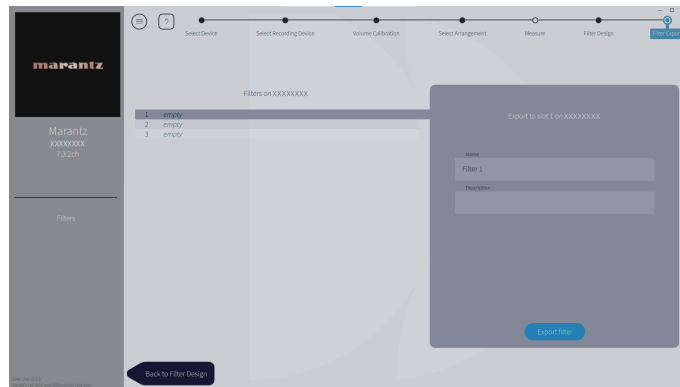 marantz
?
Select Device
Select Recording Device
Volume Calibration
Select Arrangement
Measure
Filter Design
Filter Export
Marantz
XXXXXXXX
7.3.2ch
Filters
Filters on XXXXXXXX
1 empty
2 empty
3 empty
Export to slot 1 on XXXXXXXX
Name
Filter 1
Description
Export filter
Back to Filter Design